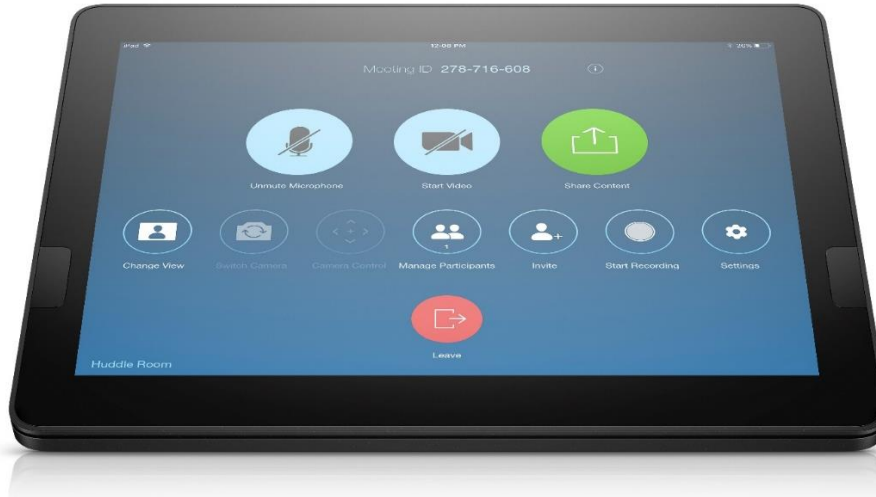 iPad 12:08 PM 20%
Meeting ID 278-716-608
Unmute Microphone Start Video Share Content
1
Change View Switch Camera Camera Control Manage Participants Invite Start Recording Settings
Leave
Huddle Room